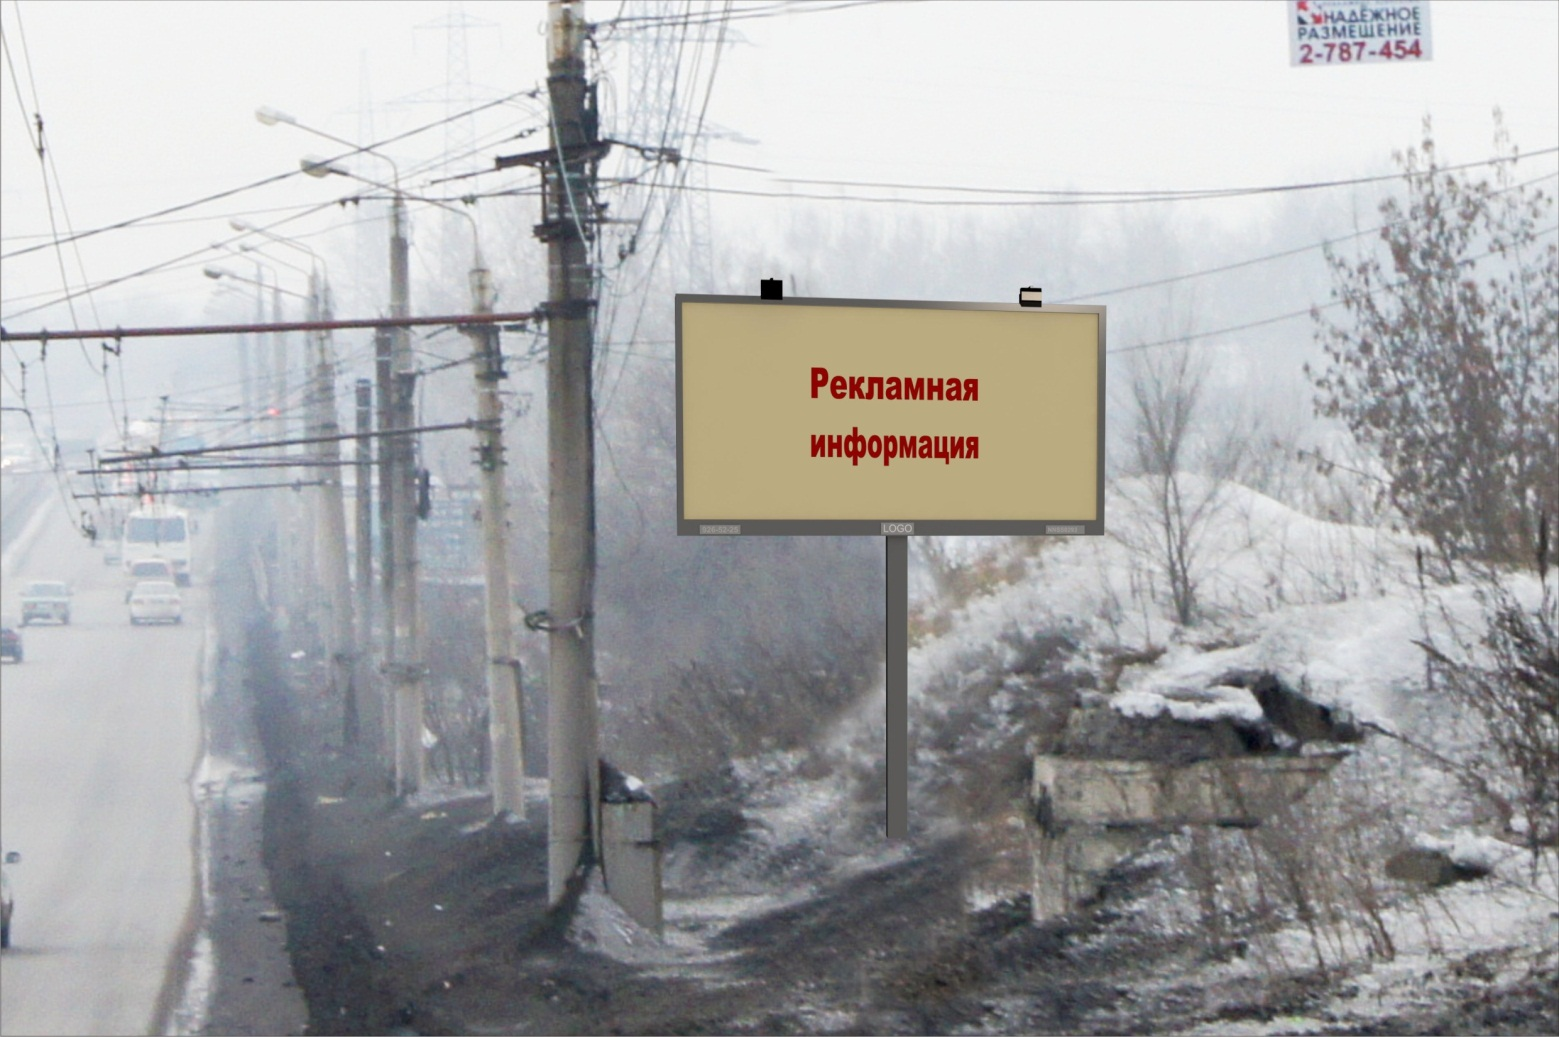 НАДЁЖНОЕ
РАЗМЕЩЕНИЕ
2-787-454
Рекламная
информация
LOGO